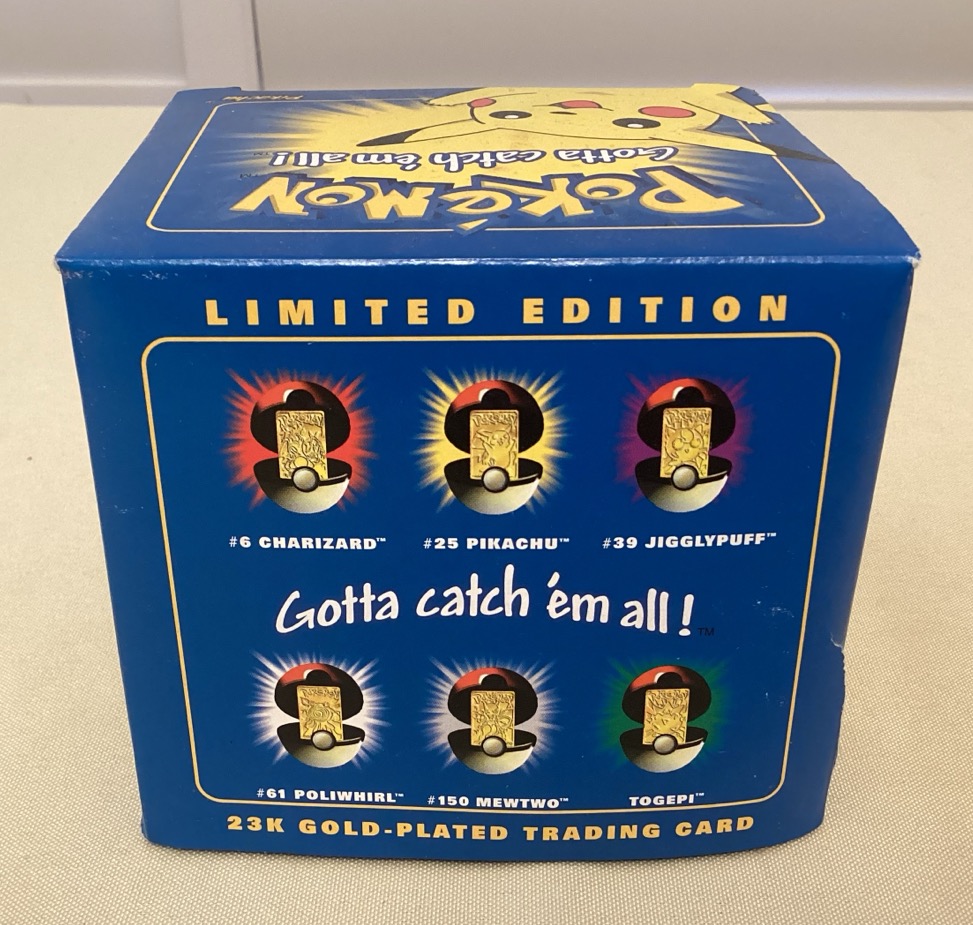 Pikachu
Gotta catch 'em all!
POKéMON
LIMITED EDITION
#6 CHARIZARD™
#25 PIKACHU™
#39 JIGGLYPUFF™
Gotta catch 'em all! TM
#61 POLIWHIRL™
#150 MEWTWO™
TOGEPI™
23K GOLD-PLATED TRADING CARD